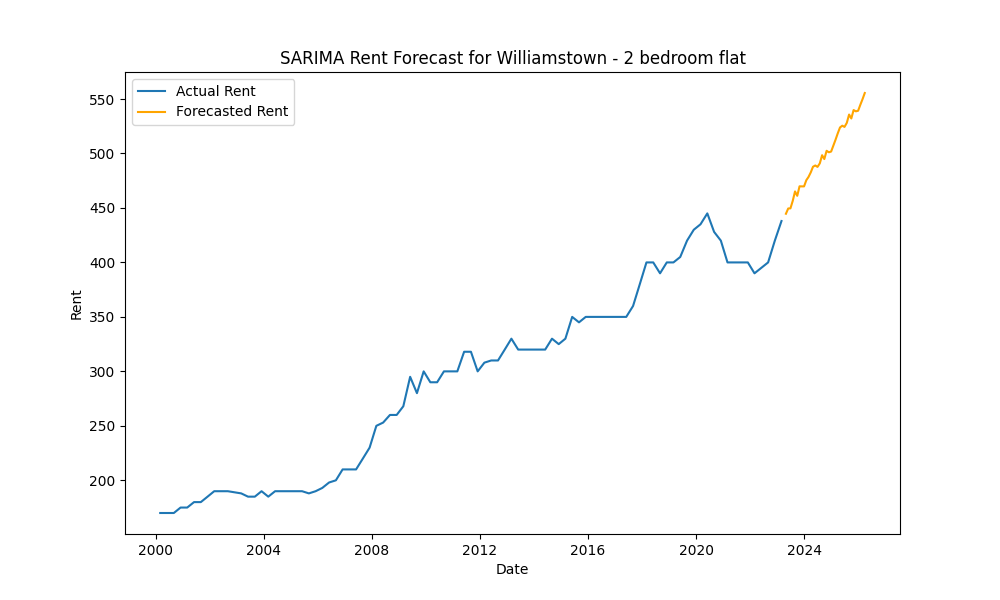 SARIMA Rent Forecast for Williamstown - 2 bedroom flat
Actual Rent
Forecasted Rent
550
500
450
400
350
300
250
200
Rent
2000 2004 2008 2012 2016 2020 2024
Date